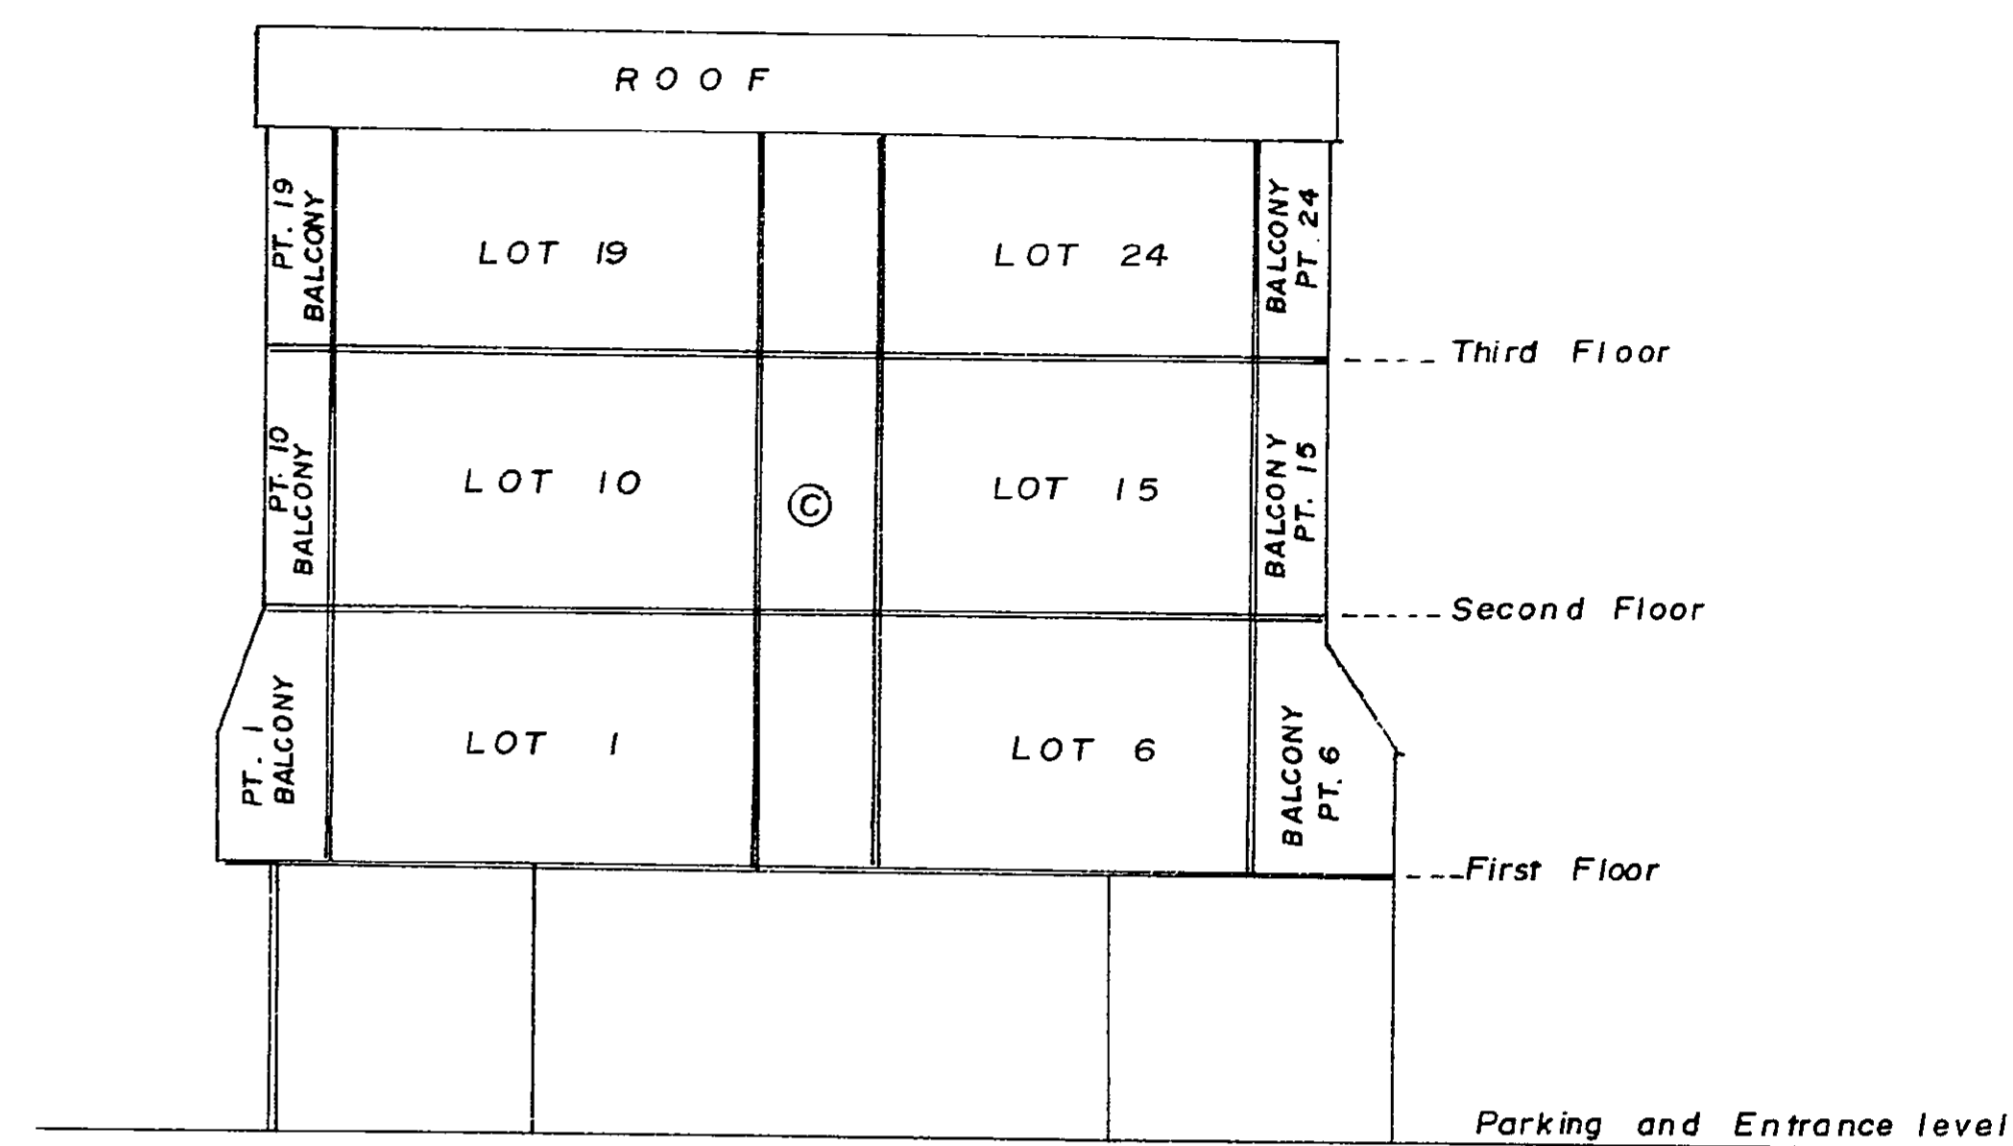 ROOF
PT. 19
BALCONY
LOT 19
LOT 24
BALCONY
PT. 24
Third Floor
PT. 10
BALCONY
LOT 10
©
LOT 15
BALCONY
PT. 15
Second Floor
PT. 1
BALCONY
LOT 1
LOT 6
BALCONY
PT. 6
First Floor
Parking and Entrance level